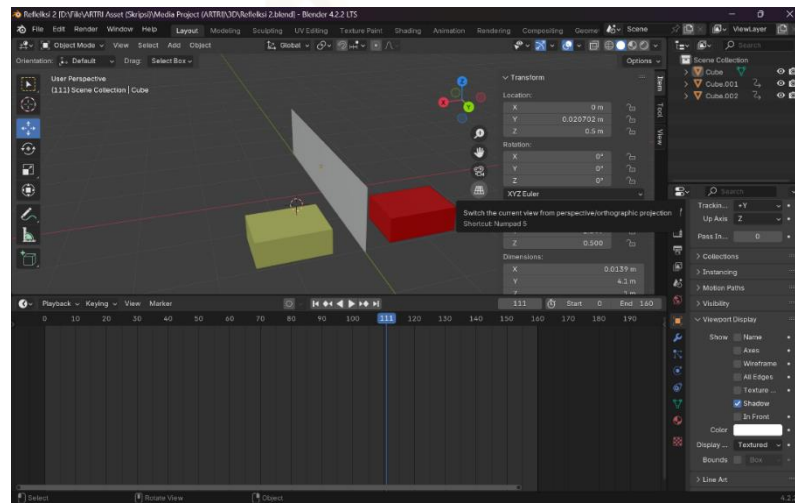 Refleksi 2 [D:\File\ARTRI Asset (Skripsi)\Media Project (ARTRI)\3D\Refleksi 2.blend] - Blender 4.2.2 LTS
File Edit Render Window Help Layout Modeling Sculpting UV Editing Texture Paint Shading Animation Rendering Compositing Geome Scene ViewLayer
Object Mode View Select Add Object Global
Search
Orientation: Default Drag: Select Box Options
User Perspective
(111) Scene Collection | Cube
Scene Collection
Cube
Cube.001
Cube.002
Transform
Location:
X 0 m
Y 0.020702 m
Z 0.5 m
Rotation:
X 0°
Y 0°
Z 0°
XYZ Euler
Item
Tool
View
Switch the current view from perspective/orthographic projection
Shortcut: Numpad 5
Z 0.500
Dimensions:
X 0.0139 m
Y 4.1 m
Search
Trackin... +Y
Up Axis Z
Pass In... 0
Collections
Instancing
Motion Paths
Visibility
Viewport Display
Show Name
Axes
Wireframe
All Edges
Texture ...
Shadow
In Front
Color
Display ... Textured
Bounds Box
Line Art
Playback Keying View Marker 111 Start 0 End 160
0 10 20 30 40 50 60 70 80 90 100 111 120 130 140 150 160 170 180 190
Select Rotate View Object 4.2.2